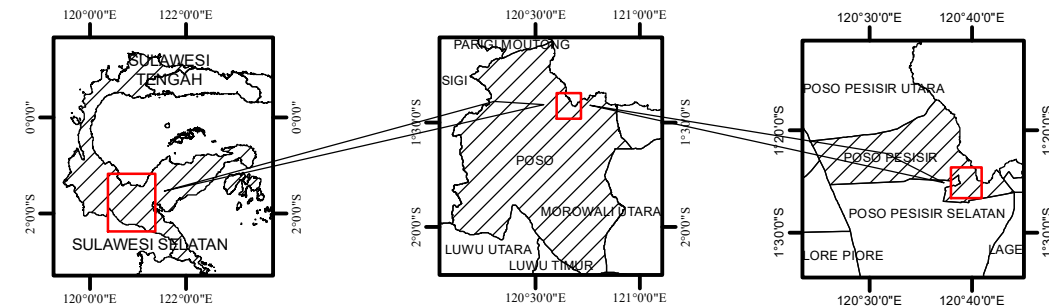 120°0'0"E 122°0'0"E
SULAWESI
TENGAH
SULAWESI SELATAN
0°0'0"
2°0'0"S
0°0'0"
2°0'0"S
120°0'0"E 122°0'0"E
120°30'0"E 121°0'0"E
PARIGI MOUTONG
SIGI
POSO
MOROWALI UTARA
LUWU UTARA
LUWU TIMUR
1°30'0"S
2°0'0"S
1°30'0"S
2°0'0"S
120°30'0"E 121°0'0"E
120°30'0"E 120°40'0"E
POSO PESISIR UTARA
POSO PESISIR
POSO PESISIR SELATAN
LORE PIORE
LAGE
1°20'0"S
1°30'0"S
1°20'0"S
1°30'0"S
120°30'0"E 120°40'0"E